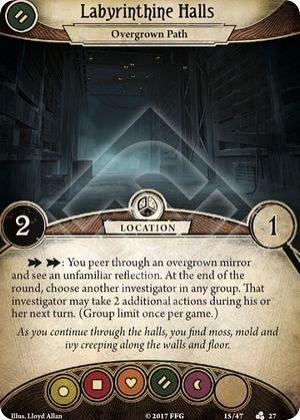 Labyrinthine Halls
Overgrown Path
2
LOCATION
1
: You peer through an overgrown mirror
and see an unfamiliar reflection. At the end of the
round, choose another investigator in any group. That
investigator may take 2 additional actions during his or
her next turn. (Group limit once per game.)
As you continue through the halls, you find moss, mold and
ivy creeping along the walls and floor.
Illus. Lloyd Allan
© 2017 FFG
15/47
27